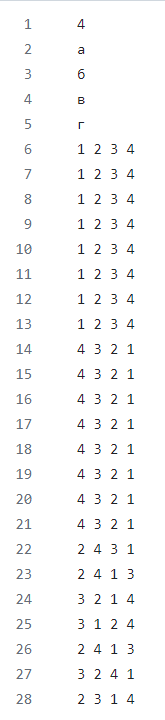 1 4
2 а
3 б
4 в
5 г
6 1 2 3 4
7 1 2 3 4
8 1 2 3 4
9 1 2 3 4
10 1 2 3 4
11 1 2 3 4
12 1 2 3 4
13 1 2 3 4
14 4 3 2 1
15 4 3 2 1
16 4 3 2 1
17 4 3 2 1
18 4 3 2 1
19 4 3 2 1
20 4 3 2 1
21 4 3 2 1
22 2 4 3 1
23 2 4 1 3
24 3 2 1 4
25 3 1 2 4
26 2 4 1 3
27 3 2 4 1
28 2 3 1 4